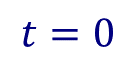 t = 0